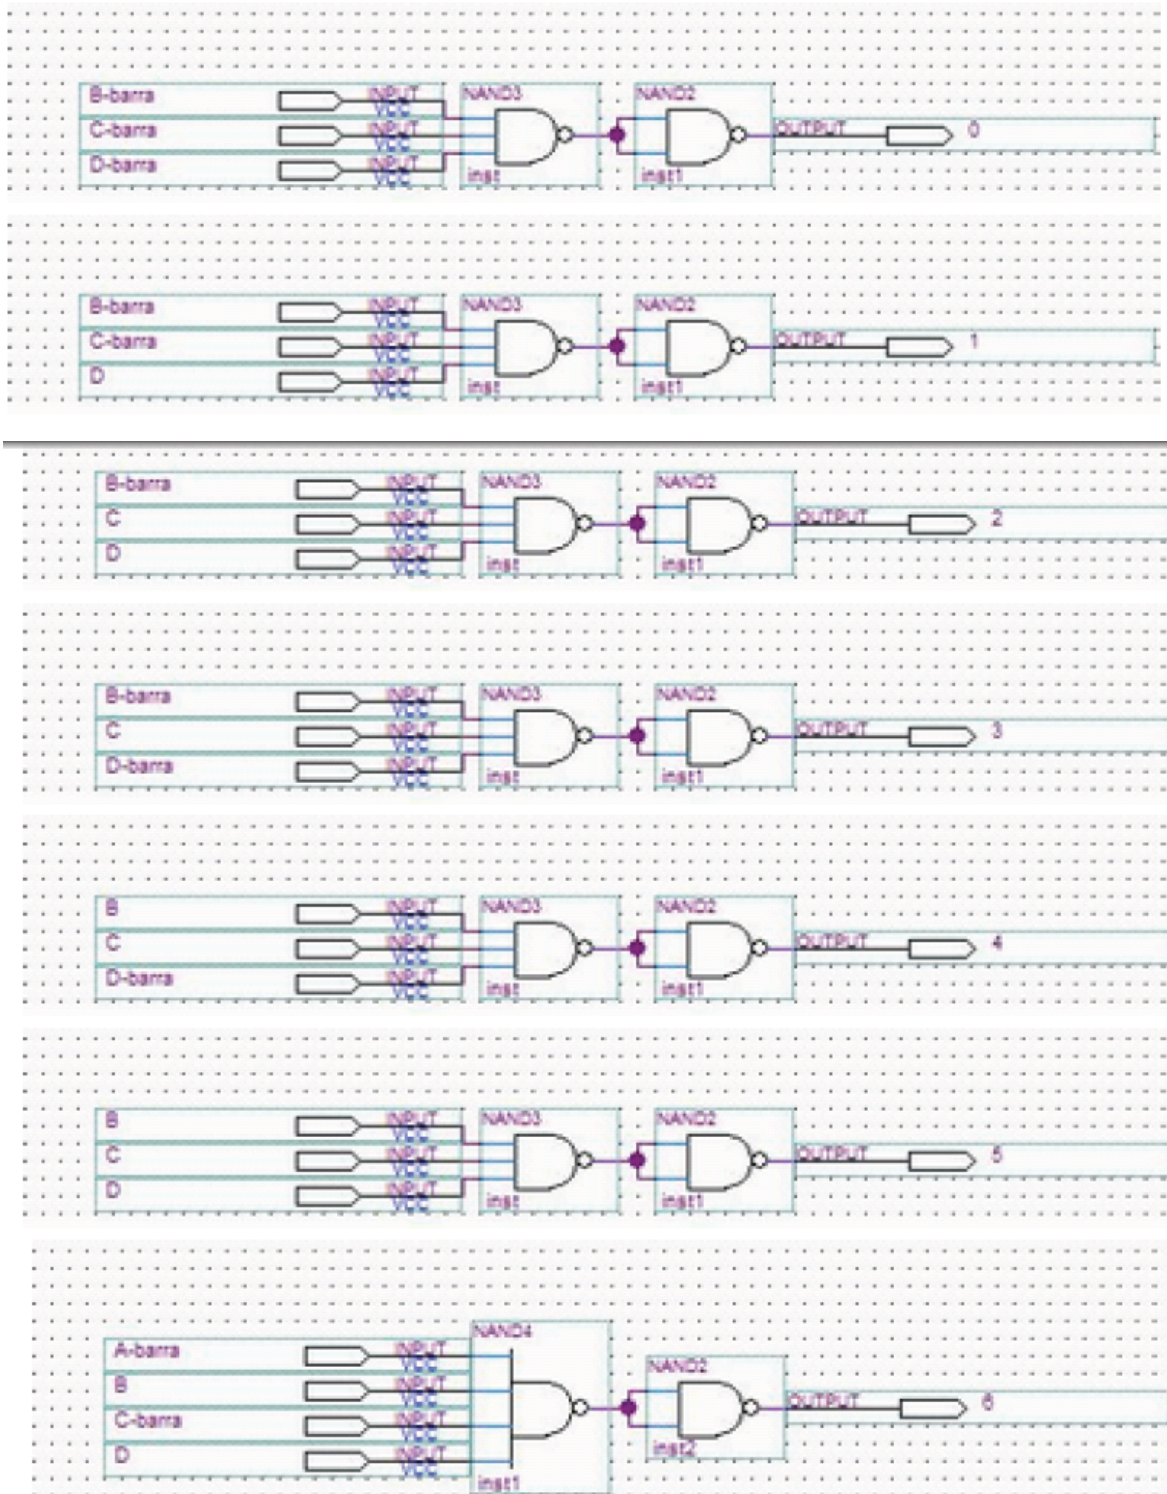 B-barra INPUT VCC NAND3 NAND2
C-barra INPUT VCC OUTPUT 0
D-barra INPUT VCC inst inst1
B-barra INPUT VCC NAND3 NAND2
C-barra INPUT VCC OUTPUT 1
D INPUT VCC inst inst1
B-barra INPUT VCC NAND3 NAND2
C INPUT VCC OUTPUT 2
D INPUT VCC inst inst1
B-barra INPUT VCC NAND3 NAND2
C INPUT VCC OUTPUT 3
D-barra INPUT VCC inst inst1
B INPUT VCC NAND3 NAND2
C INPUT VCC OUTPUT 4
D-barra INPUT VCC inst inst1
B INPUT VCC NAND3 NAND2
C INPUT VCC OUTPUT 5
D INPUT VCC inst inst1
NAND4
A-barra INPUT VCC NAND2
B INPUT VCC OUTPUT 6
C-barra INPUT VCC inst2
D INPUT VCC
inst1